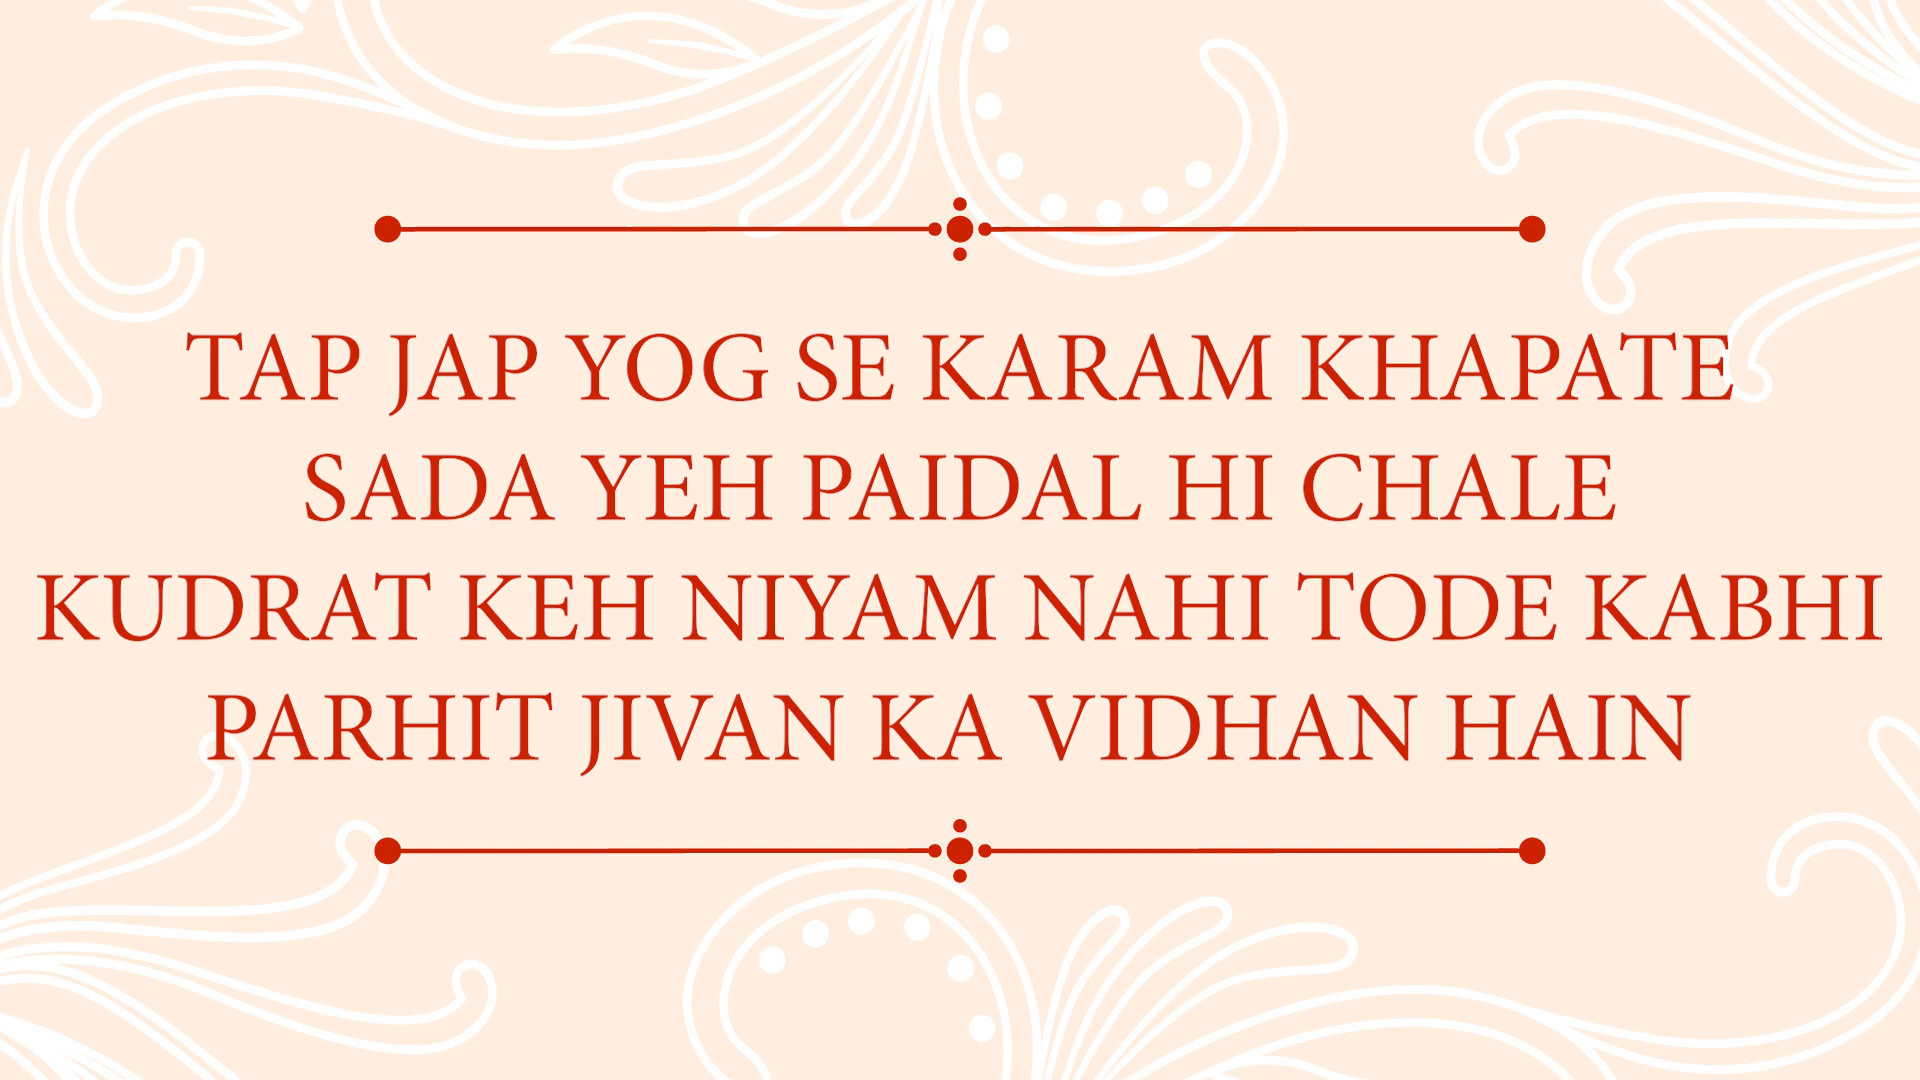 TAP JAP YOG SE KARAM KHAPATE
SADA YEH PAIDAL HI CHALE
KUDRAT KEH NIYAM NAHI TODE KABHI
PARHIT JIVAN KA VIDHAN HAIN